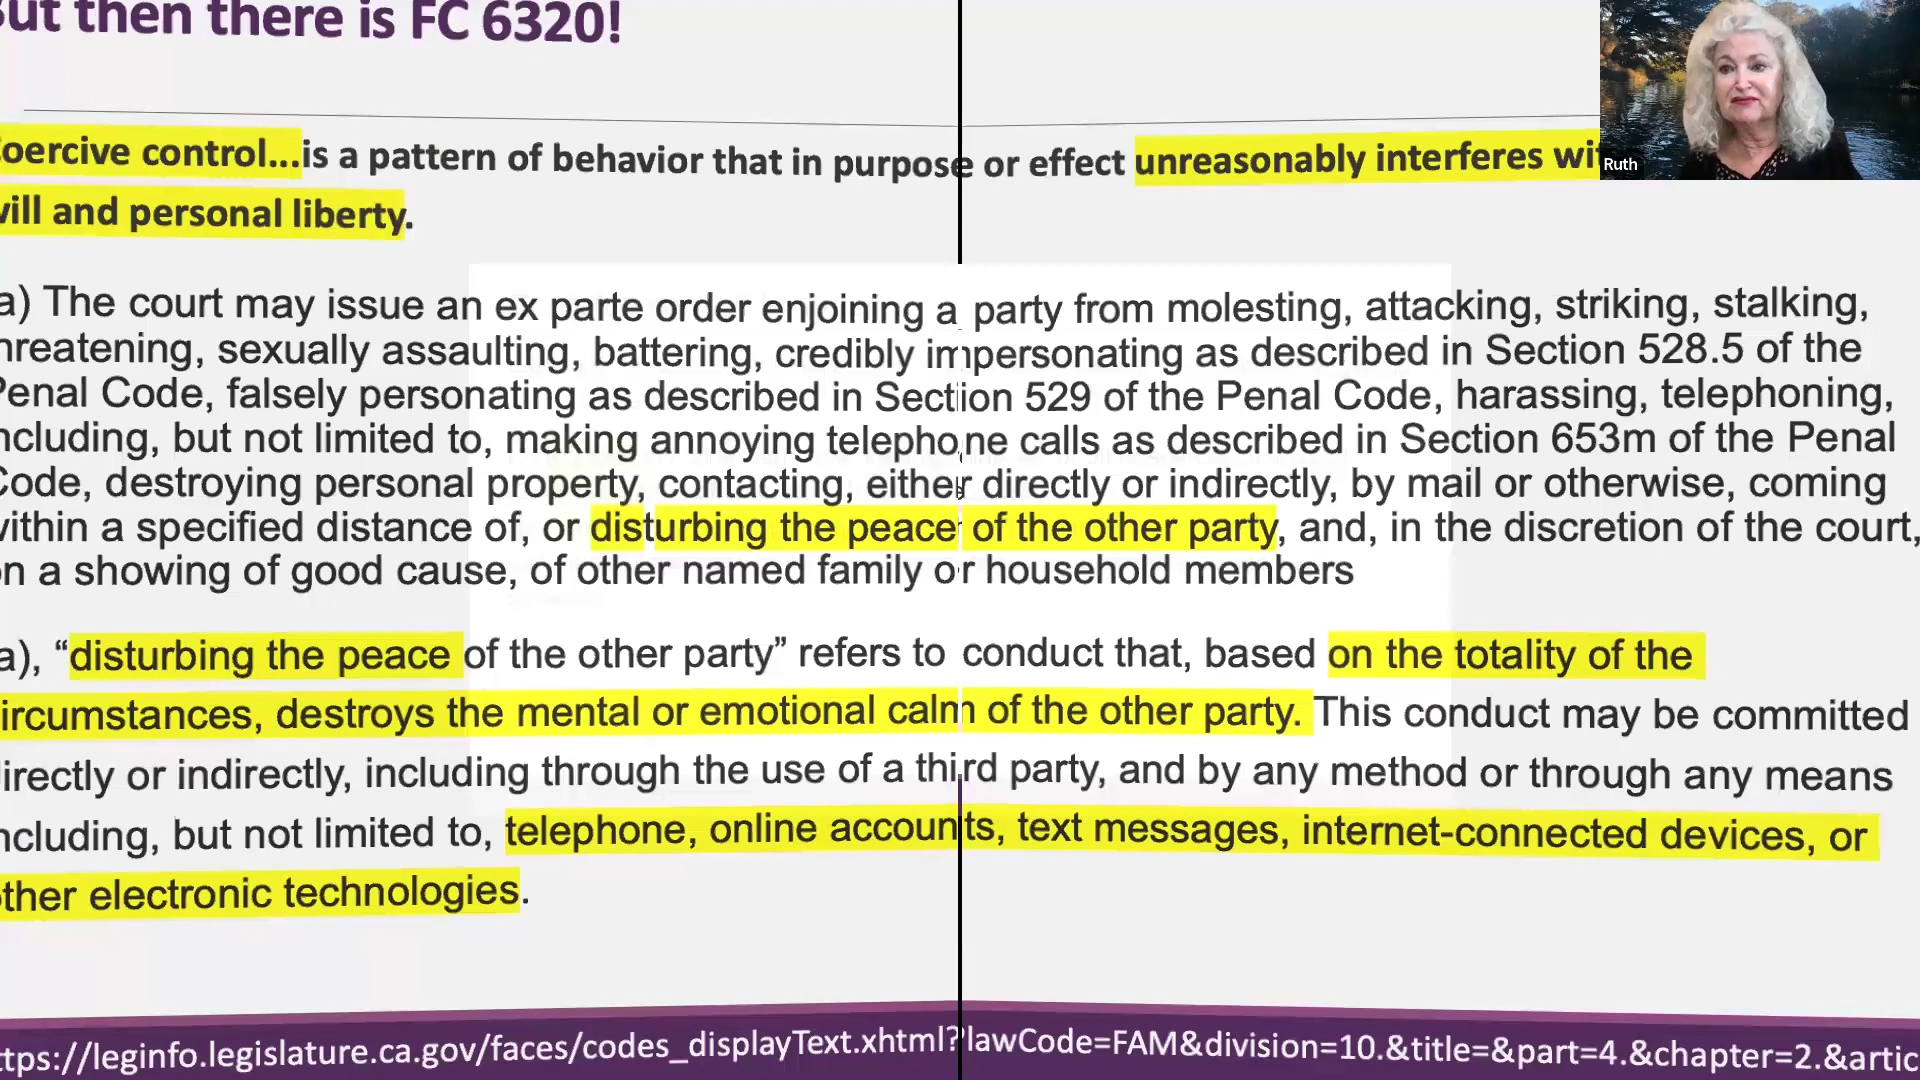 But then there is FC 6320!
Ruth
Coercive control...is a pattern of behavior that in purpose or effect unreasonably interferes wi
will and personal liberty.
a) The court may issue an ex parte order enjoining a party from molesting, attacking, striking, stalking,
hreatening, sexually assaulting, battering, credibly impersonating as described in Section 528.5 of the
Penal Code, falsely personating as described in Section 529 of the Penal Code, harassing, telephoning,
ncluding, but not limited to, making annoying telephone calls as described in Section 653m of the Penal
Code, destroying personal property, contacting, either directly or indirectly, by mail or otherwise, coming
within a specified distance of, or disturbing the peace of the other party, and, in the discretion of the court,
on a showing of good cause, of other named family or household members
a), “disturbing the peace of the other party” refers to conduct that, based on the totality of the
ircumstances, destroys the mental or emotional calm of the other party. This conduct may be committed
irectly or indirectly, including through the use of a third party, and by any method or through any means
ncluding, but not limited to, telephone, online accounts, text messages, internet-connected devices, or
other electronic technologies.
ttps://leginfo.legislature.ca.gov/faces/codes_displayText.xhtml?lawCode=FAM&division=10.&title=&part=4.&chapter=2.&artic